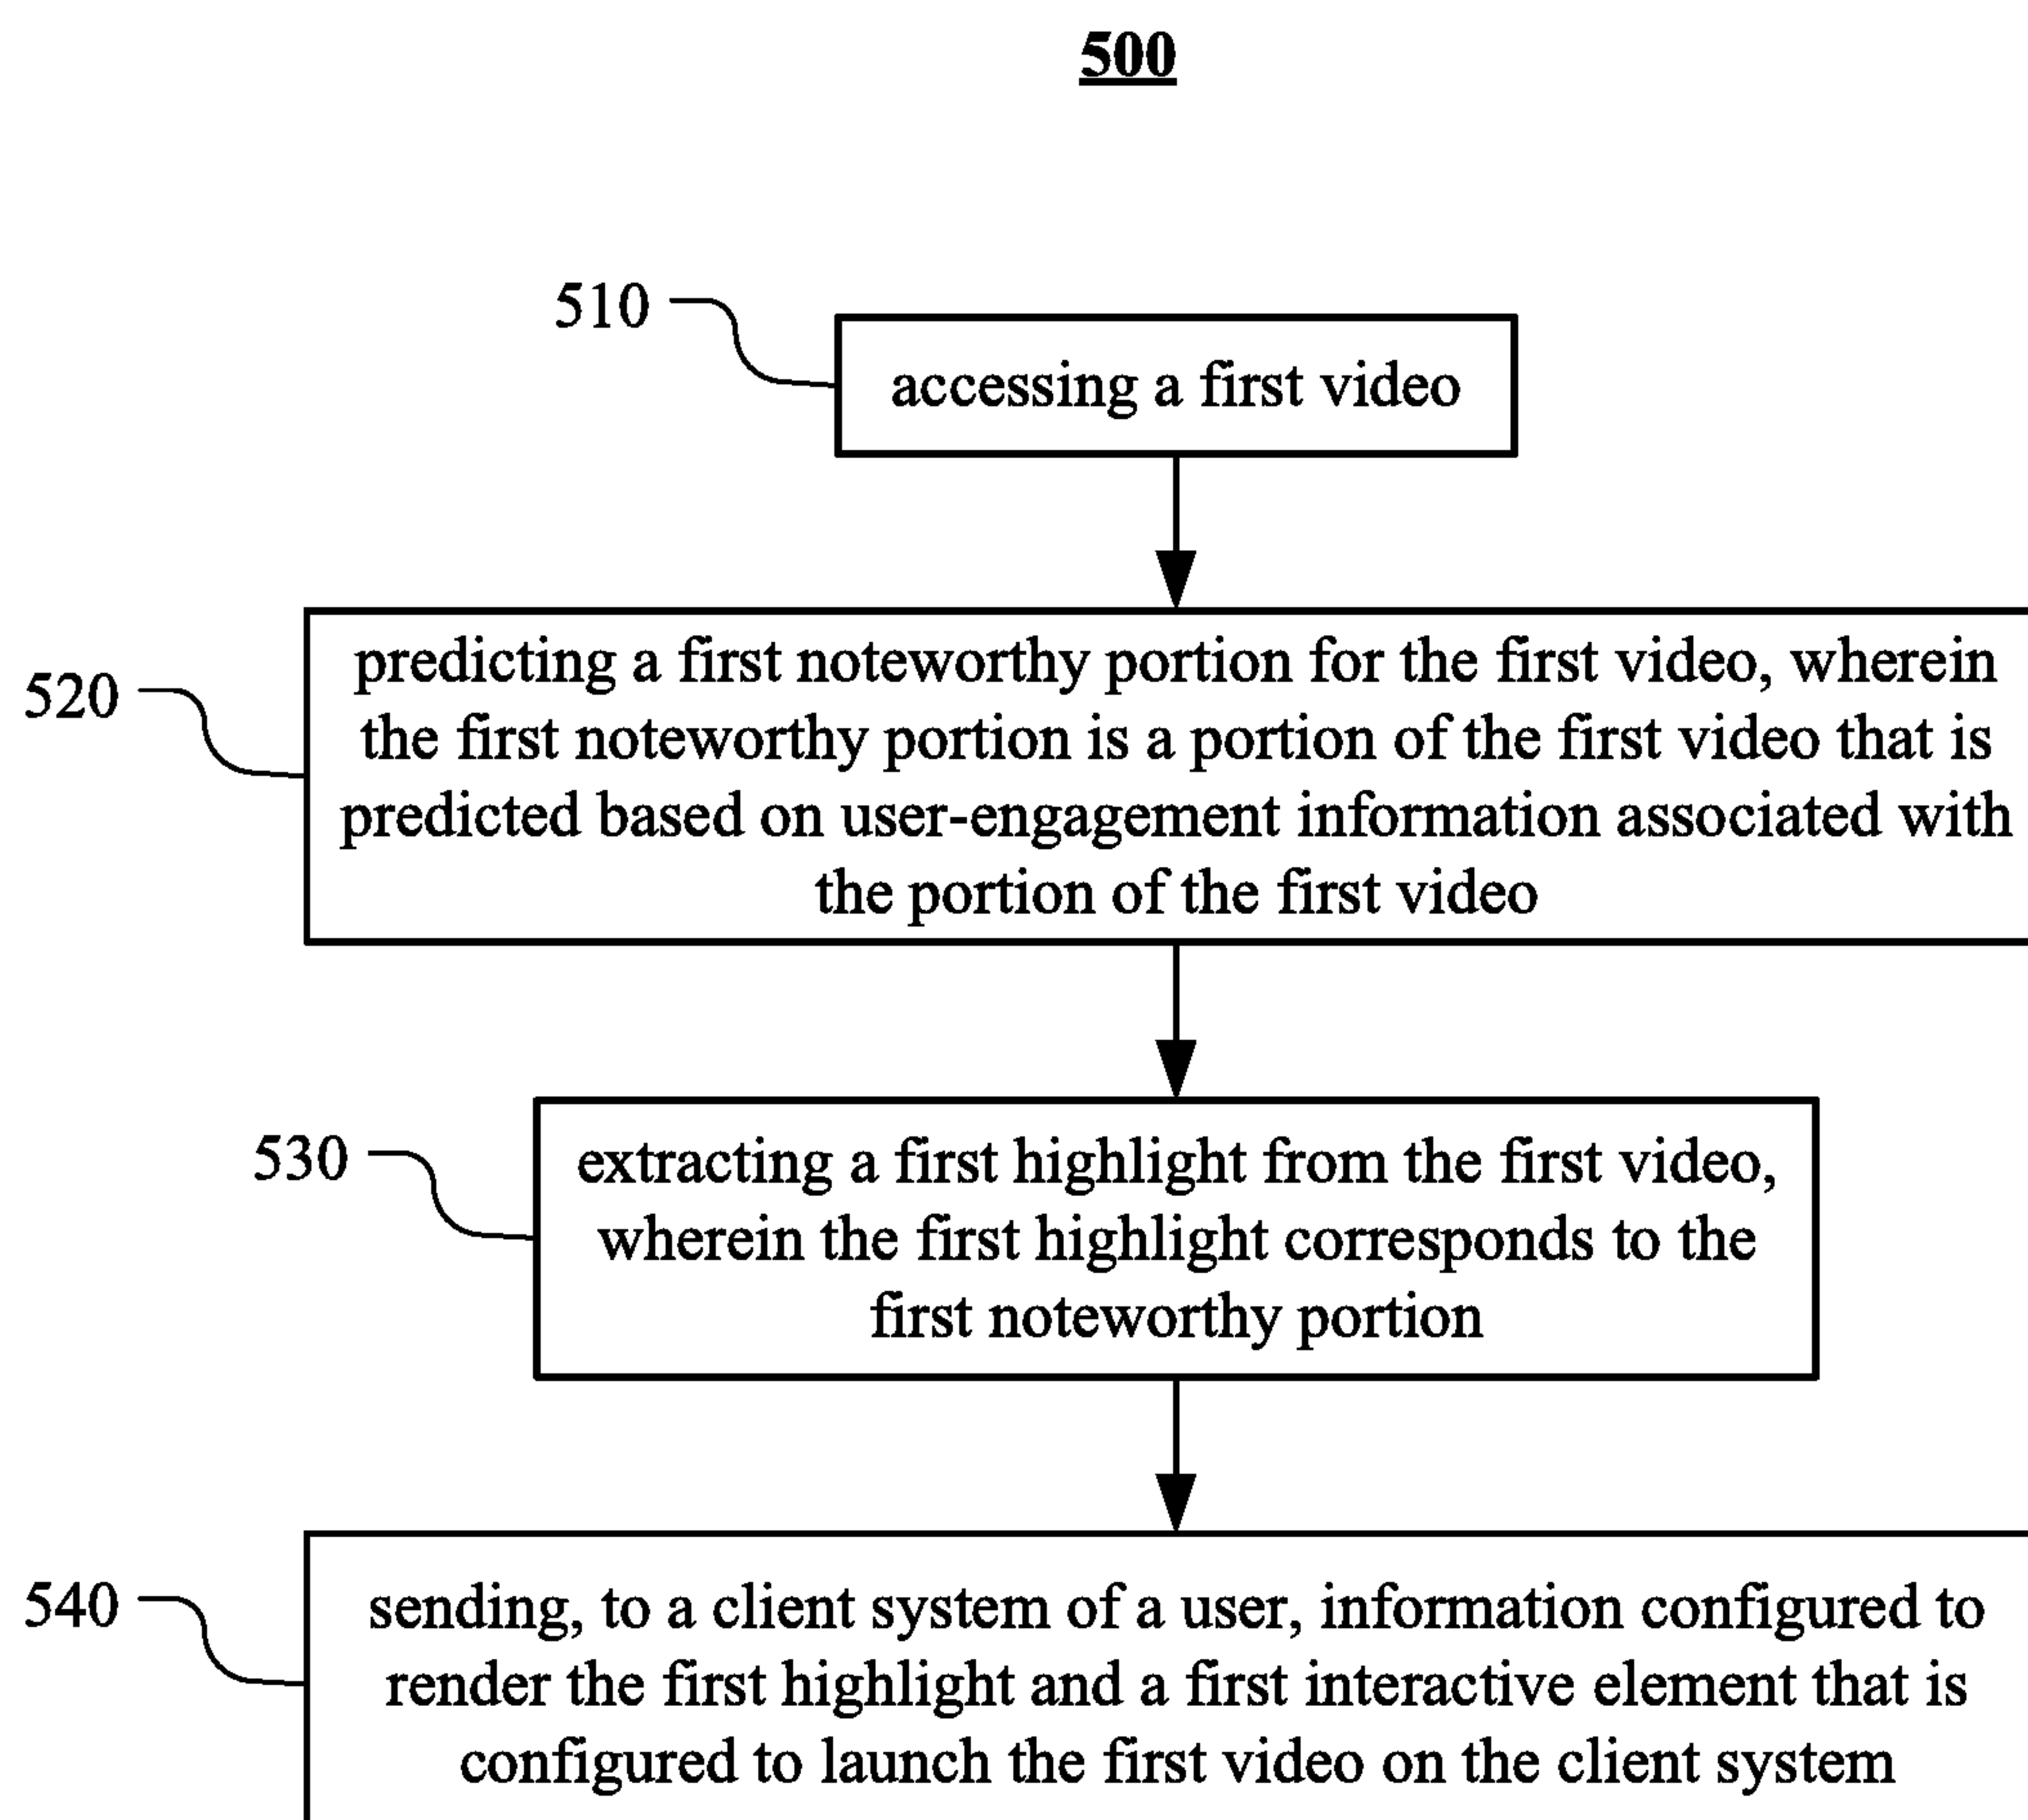 500
510
accessing a first video
520
predicting a first noteworthy portion for the first video, wherein
the first noteworthy portion is a portion of the first video that is
predicted based on user-engagement information associated with
the portion of the first video
530
extracting a first highlight from the first video,
wherein the first highlight corresponds to the
first noteworthy portion
540
sending, to a client system of a user, information configured to
render the first highlight and a first interactive element that is
configured to launch the first video on the client system